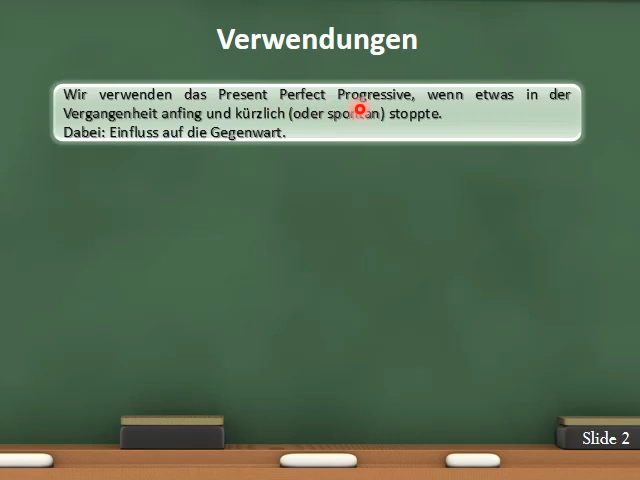 Verwendungen
Wir verwenden das Present Perfect Progressive, wenn etwas in der
Vergangenheit anfing und kürzlich (oder spontan) stoppte.
Dabei: Einfluss auf die Gegenwart.
Slide 2